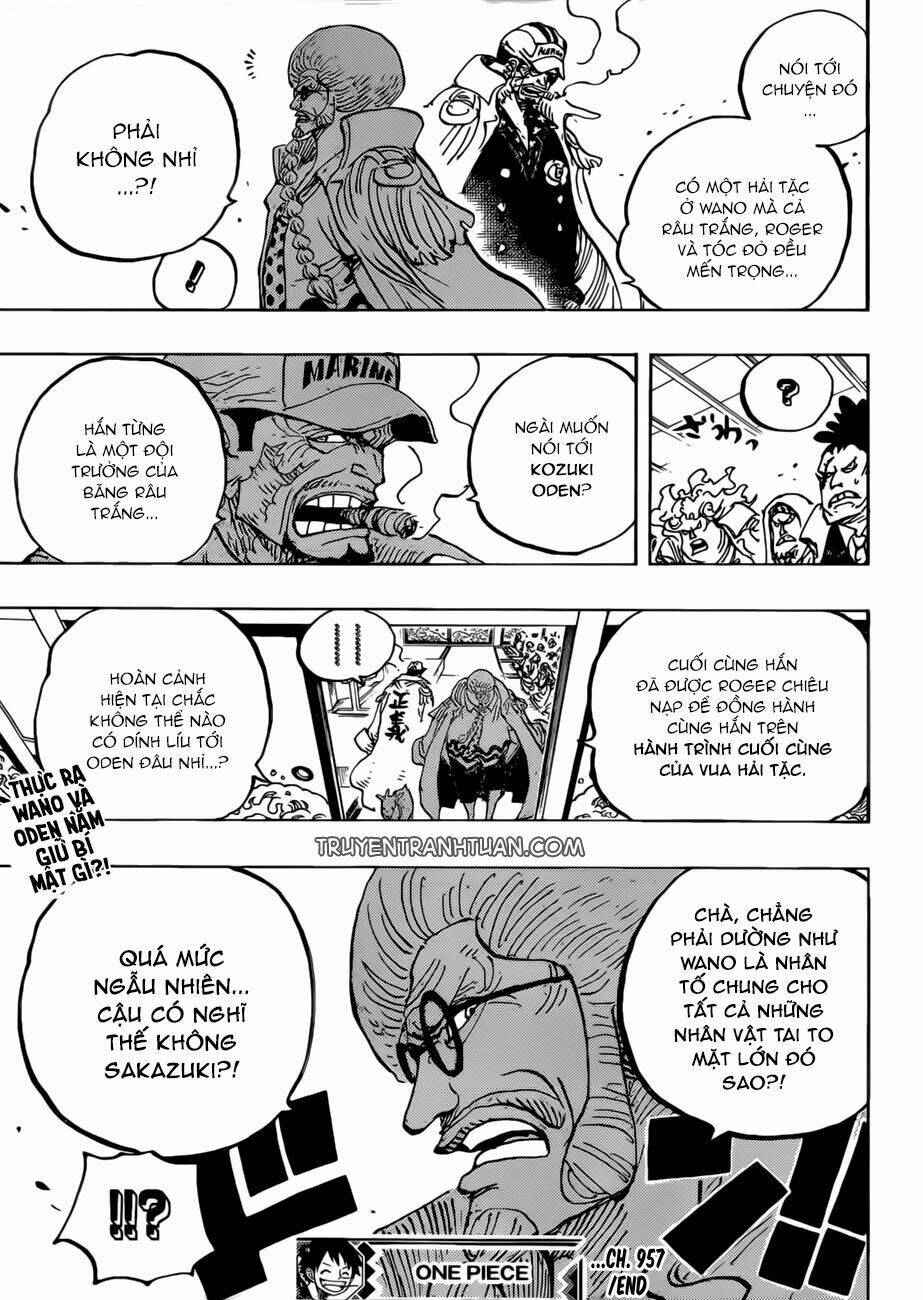 NÓI TỚI
CHUYỆN ĐÓ
...
CÓ MỘT HẢI TẶC
Ở WANO MÀ CẢ
RÂU TRẮNG, ROGER
VÀ TÓC ĐỎ ĐỀU
MẾN TRỌNG...
MARINE
PHẢI
KHÔNG NHỈ
...?!
!
?
NGÀI MUỐN
NÓI TỚI
KOZUKI
ODEN?
MARINE
HẮN TỪNG
LÀ MỘT ĐỘI
TRƯỞNG CỦA
BĂNG RÂU
TRẮNG...
CUỐI CÙNG HẮN
ĐÃ ĐƯỢC ROGER CHIÊU
NẠP ĐỂ ĐỒNG HÀNH
CÙNG HẮN TRÊN
HÀNH TRÌNH CUỐI CÙNG
CỦA VUA HẢI TẶC.
!!
正義
HOÀN CẢNH
HIỆN TẠI CHẮC
KHÔNG THỂ NÀO
CÓ DÍNH LÍU TỚI
ODEN ĐÂU NHỈ...?
THỰC RA
WANO VÀ
ODEN NẮM
GIỮ BÍ
MẬT GÌ?!
TRUYENTRANHTUAN.COM
CHÀ, CHẲNG
PHẢI DƯỜNG NHƯ
WANO LÀ NHÂN
TỐ CHUNG CHO
TẤT CẢ NHỮNG
NHÂN VẬT TAI TO
MẶT LỚN ĐÓ
SAO?!
QUÁ MỨC
NGẪU NHIÊN...
CẬU CÓ NGHĨ
THẾ KHÔNG
SAKAZUKI?!
!!?
ドン!!
ONE PIECE
...CH. 957
/END